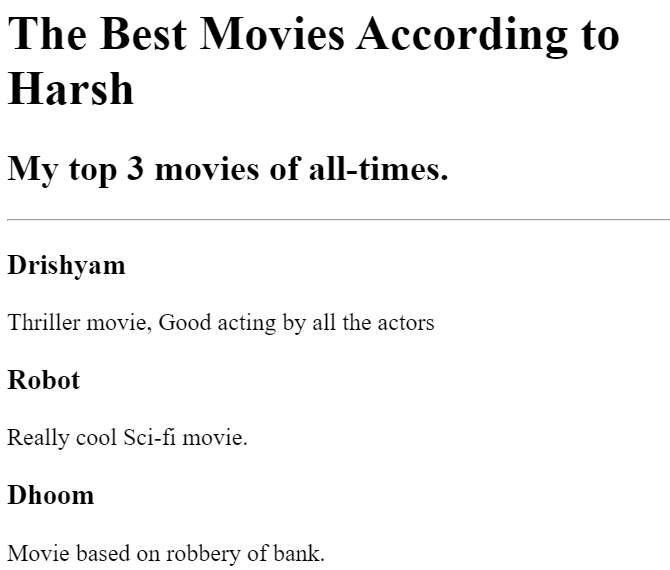 The Best Movies According to
Harsh
My top 3 movies of all-times.
Drishyam
Thriller movie, Good acting by all the actors
Robot
Really cool Sci-fi movie.
Dhoom
Movie based on robbery of bank.